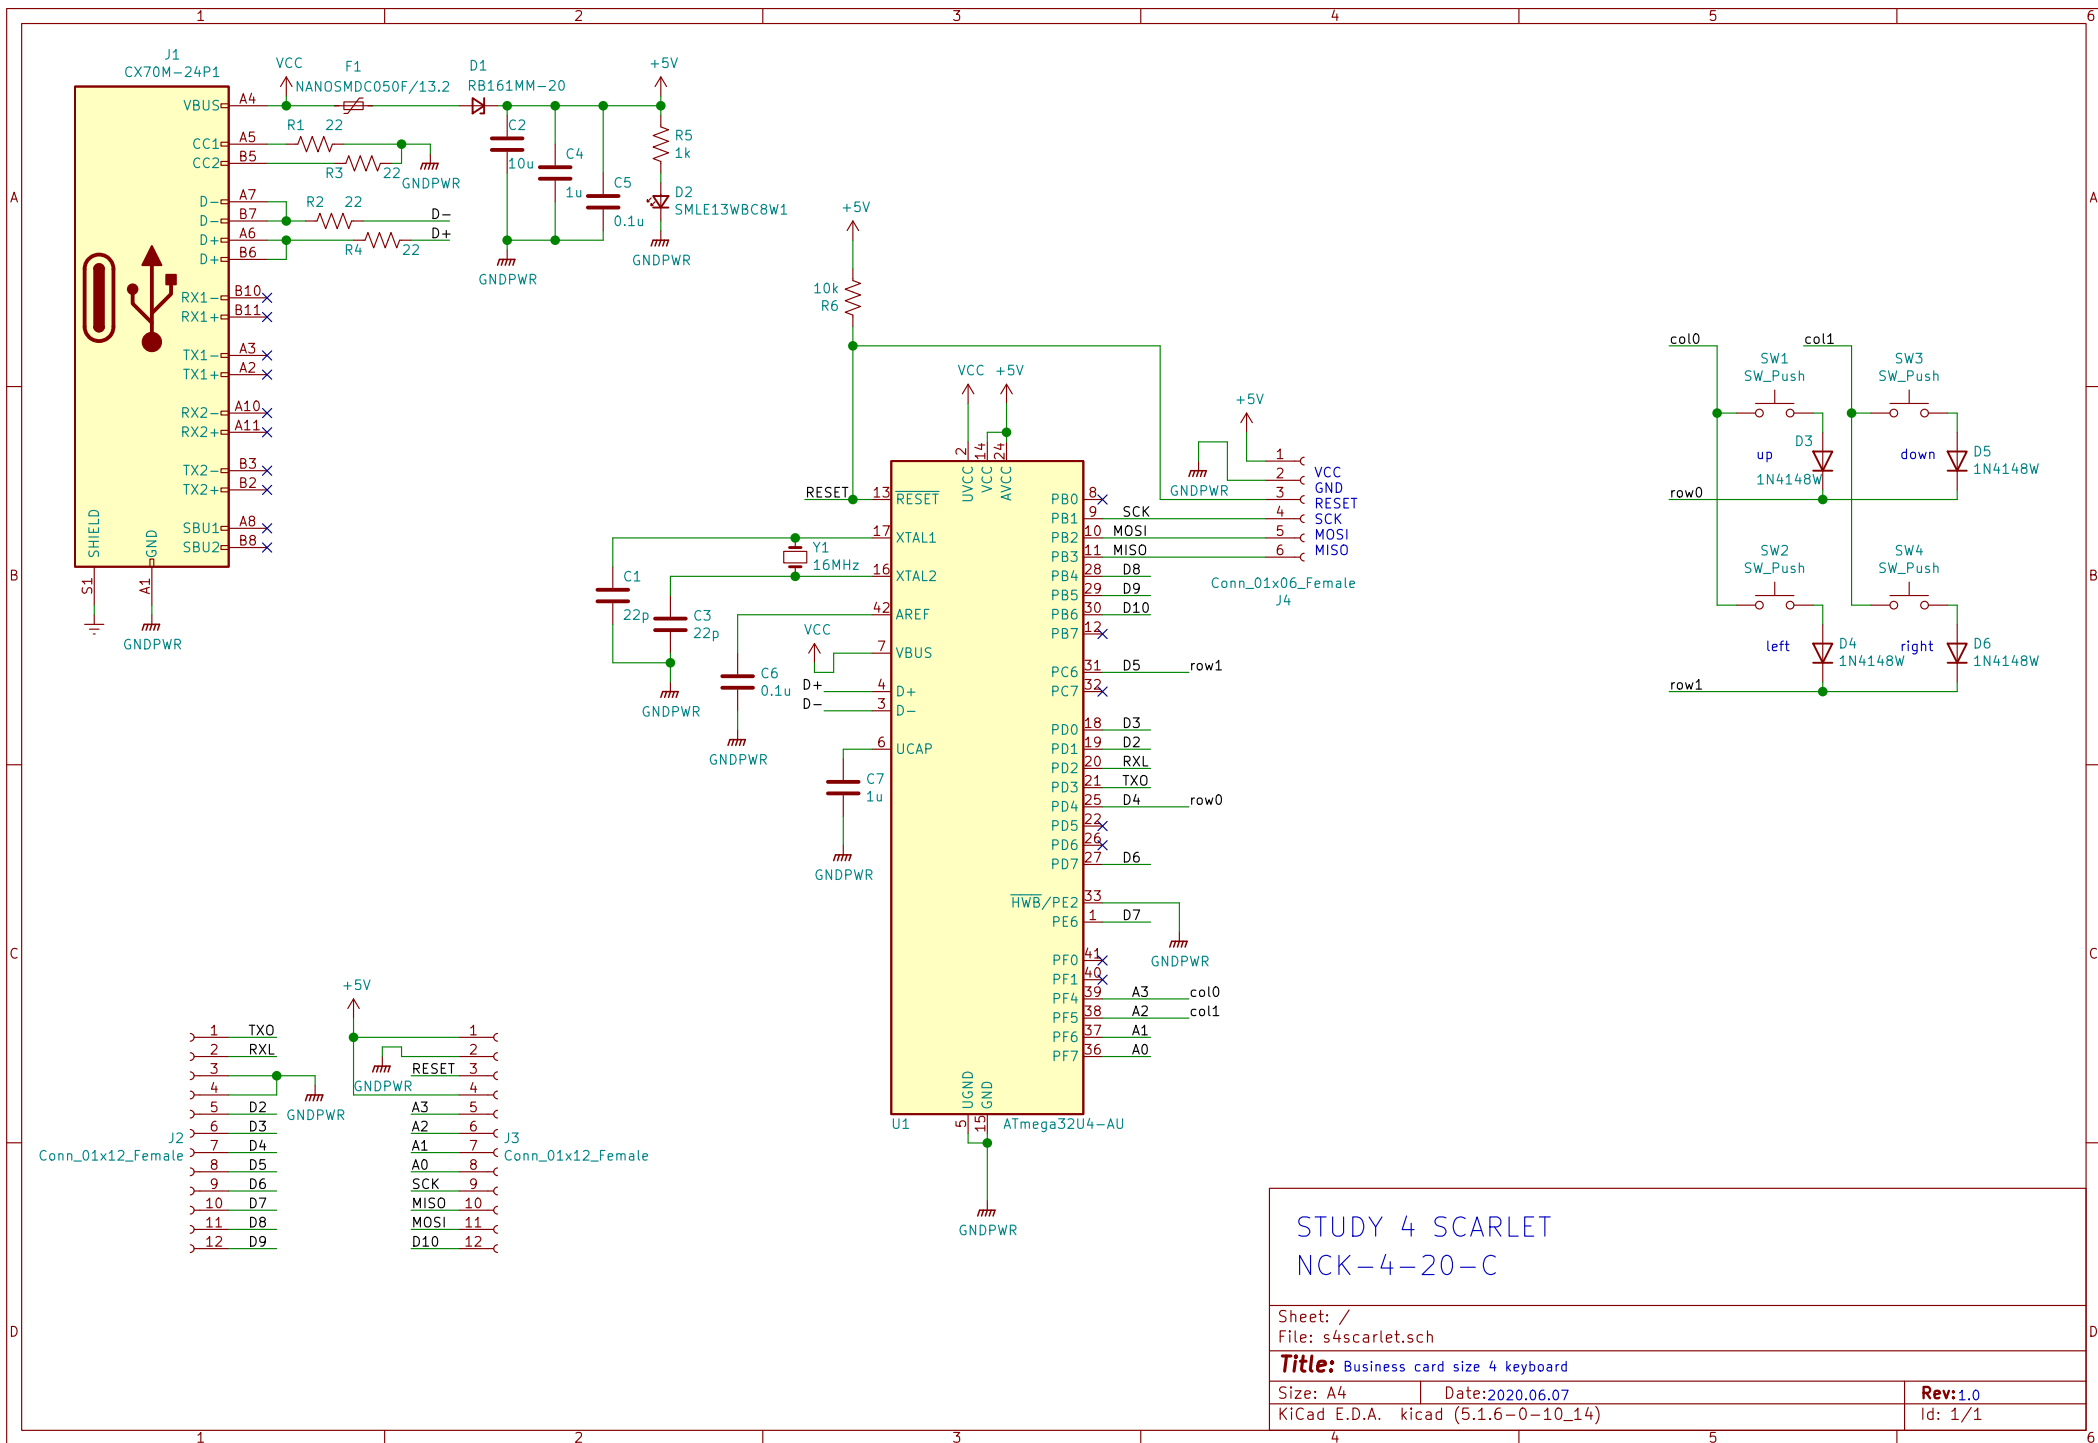 1 2 3 4 5 6
A
B
C
D
A
B
C
D
1 2 3 4 5 6
J1
CX70M-24P1
VBUS A4
CC1 A5
CC2 B5
D- A7
D- B7
D+ A6
D+ B6
RX1- B10
RX1+ B11
TX1- A3
TX1+ A2
RX2- A10
RX2+ A11
TX2- B3
TX2+ B2
SBU1 A8
SBU2 B8
SHIELD
GND
S1
A1
GNDPWR
VCC
F1
NANOSMDC050F/13.2
D1
RB161MM-20
+5V
R1 22
R3 22
GNDPWR
R2 22
D-
D+
R4 22
C2
10u
C4
1u
C5
0.1u
GNDPWR
R5
1k
D2
SMLE13WBC8W1
GNDPWR
+5V
10k
R6
VCC +5V
RESET
Y1
16MHz
C1
22p
C3
22p
GNDPWR
C6
0.1u
GNDPWR
VCC
D+
D-
C7
1u
GNDPWR
2 14 24
UVCC
VCC
AVCC
13 RESET
17 XTAL1
16 XTAL2
42 AREF
7 VBUS
4 D+
3 D-
6 UCAP
PB0 8
PB1 9 SCK
PB2 10 MOSI
PB3 11 MISO
PB4 28 D8
PB5 29 D9
PB6 30 D10
PB7 12
PC6 31 D5 row1
PC7 32
PD0 18 D3
PD1 19 D2
PD2 20 RXL
PD3 21 TXO
PD4 25 D4 row0
PD5 22
PD6 26
PD7 27 D6
HWB/PE2 33
PE6 1 D7
GNDPWR
PF0 41
PF1 40
PF4 39 A3 col0
PF5 38 A2 col1
PF6 37 A1
PF7 36 A0
UGND
GND
5 15
U1
ATmega32U4-AU
GNDPWR
+5V
GNDPWR
1
2
3
4
5
6
VCC
GND
RESET
SCK
MOSI
MISO
Conn_01x06_Female
J4
col0
col1
SW1
SW_Push
SW3
SW_Push
D3
1N4148W
D5
1N4148W
up
down
row0
SW2
SW_Push
SW4
SW_Push
D4
1N4148W
D6
1N4148W
left
right
row1
1 TXO
2 RXL
3
4
5 D2
6 D3
7 D4
8 D5
9 D6
10 D7
11 D8
12 D9
GNDPWR
J2
Conn_01x12_Female
+5V
GNDPWR
1
2
RESET 3
4
A3 5
A2 6
A1 7
A0 8
SCK 9
MISO 10
MOSI 11
D10 12
J3
Conn_01x12_Female
STUDY 4 SCARLET
NCK-4-20-C
Sheet: /
File: s4scarlet.sch
Title: Business card size 4 keyboard
Size: A4 Date:2020.06.07 Rev:1.0
KiCad E.D.A. kicad (5.1.6-0-10_14) Id: 1/1